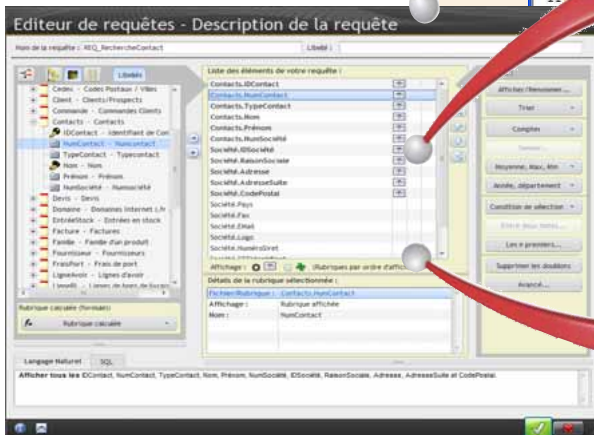 Editeur de requêtes - Description de la requête
Nom de la requête : REQ_RechercheContact
Libellé :
Libellés
Cedex - Codes Postaux / Villes
Client - Clients/Prospects
Commande - Commandes Clients
Contacts - Contacts
IDContact - Identifiant de Con
NumContact - Numcontact
TypeContact - Typecontact
Nom - Nom
Prénom - Prénom
NumSociété - Numsociété
Devis - Devis
Domaine - Domaines Internet
EntréeStock - Entrées en stock
Facture - Factures
Famille - Famille d'un produit
Fournisseur - Fournisseurs
FraisPort - Frais de port
LigneAvoir - Lignes d'avoir
Rubrique calculée (formule)
fx Rubrique calculée
Liste des éléments de votre requête :
Contacts.IDContact
Contacts.NumContact
Contacts.TypeContact
Contacts.Nom
Contacts.Prénom
Contacts.NumSociété
Société.IDSociété
Société.RaisonSociale
Société.Adresse
Société.AdresseSuite
Société.CodePostal
Société.Pays
Société.Fax
Société.EMail
Société.Logo
Société.NuméroSiret
Affichage : (Rubriques par ordre d'affic
Détails de la rubrique sélectionnée :
Fichier/Rubrique : Contacts.NumContact
Affichage : Rubrique affichée
Nom : NumContact
Afficher/Renommer...
Trier
Compter
Somme...
Moyenne, Max, Min
Année, département
Condition de sélection
Les n premiers...
Supprimer les doublons
Avancé...
Langage Naturel
SQL
Afficher tous les IDContact, NumContact, TypeContact, Nom, Prénom, NumSociété, IDSociété, RaisonSociale, Adresse, AdresseSuite et CodePostal.